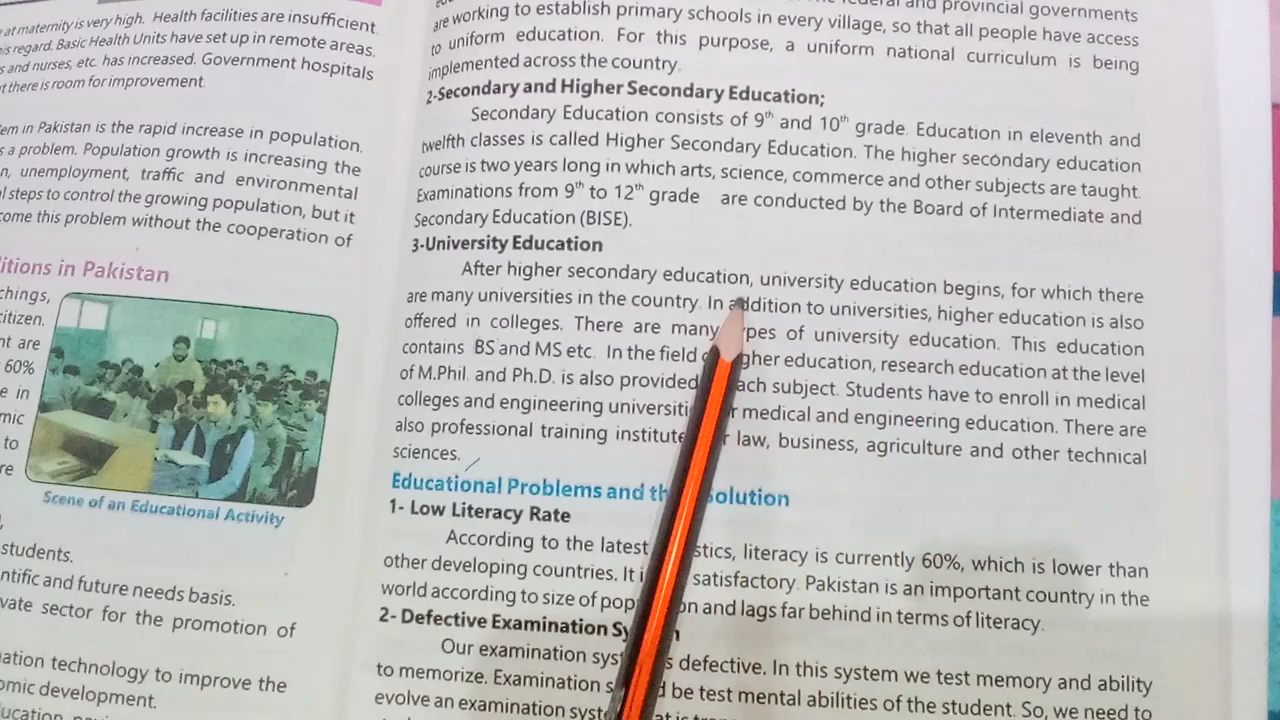 at maternity is very high. Health facilities are insufficient
his regard. Basic Health Units have set up in remote areas.
s and nurses, etc. has increased. Government hospitals
t there is room for improvement.
em in Pakistan is the rapid increase in population.
s a problem. Population growth is increasing the
n, unemployment, traffic and environmental
l steps to control the growing population, but it
come this problem without the cooperation of
itions in Pakistan
chings,
citizen.
nt are
60%
e in
mic
to
re
Scene of an Educational Activity
students.
ntific and future needs basis.
vate sector for the promotion of
ation technology to improve the
omic development.
federal and provincial governments
are working to establish primary schools in every village, so that all people have access
to uniform education. For this purpose, a uniform national curriculum is being
implemented across the country.
2-Secondary and Higher Secondary Education;
Secondary Education consists of 9th and 10th grade. Education in eleventh and
twelfth classes is called Higher Secondary Education. The higher secondary education
course is two years long in which arts, science, commerce and other subjects are taught.
Examinations from 9th to 12th grade are conducted by the Board of Intermediate and
Secondary Education (BISE).
3-University Education
After higher secondary education, university education begins, for which there
are many universities in the country. In addition to universities, higher education is also
offered in colleges. There are many ypes of university education. This education
contains BS and MS etc. In the field gher education, research education at the level
of M.Phil. and Ph.D. is also provided ach subject. Students have to enroll in medical
colleges and engineering universiti r medical and engineering education. There are
also professional training institute r law, business, agriculture and other technical
sciences.
Educational Problems and th Solution
1- Low Literacy Rate
According to the latest stics, literacy is currently 60%, which is lower than
other developing countries. It i satisfactory. Pakistan is an important country in the
world according to size of pop on and lags far behind in terms of literacy.
2- Defective Examination Sy
Our examination syst s defective. In this system we test memory and ability
to memorize. Examination s d be test mental abilities of the student. So, we need to
evolve an examination syste